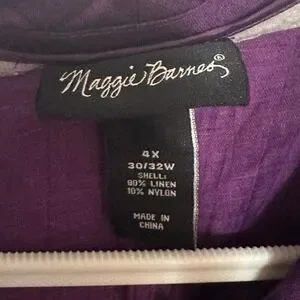 Maggie Barnes®
4X
30/32W
SHELL:
90% LINEN
10% NYLON
MADE IN
CHINA